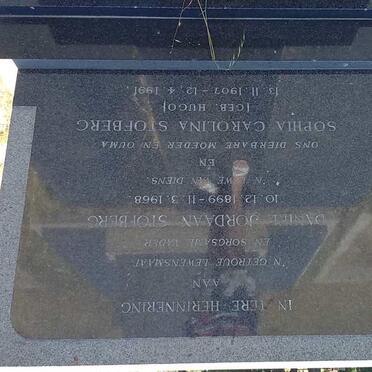 IN TERE HERINNERING
AAN
'N GETROUE LEWENSMAAT
EN SORGSAME VADER
DANIEL JORDAAN STOFBERG
10. 12. 1899 - 11. 3. 1968
'N LEWE VAN DIENS.
EN
ONS DIERBARE MOEDER EN OUMA
SOPHIA CAROLINA STOFBERG
(GEB. HUGO)
13. 11. 1907 - 12. 4. 1991.